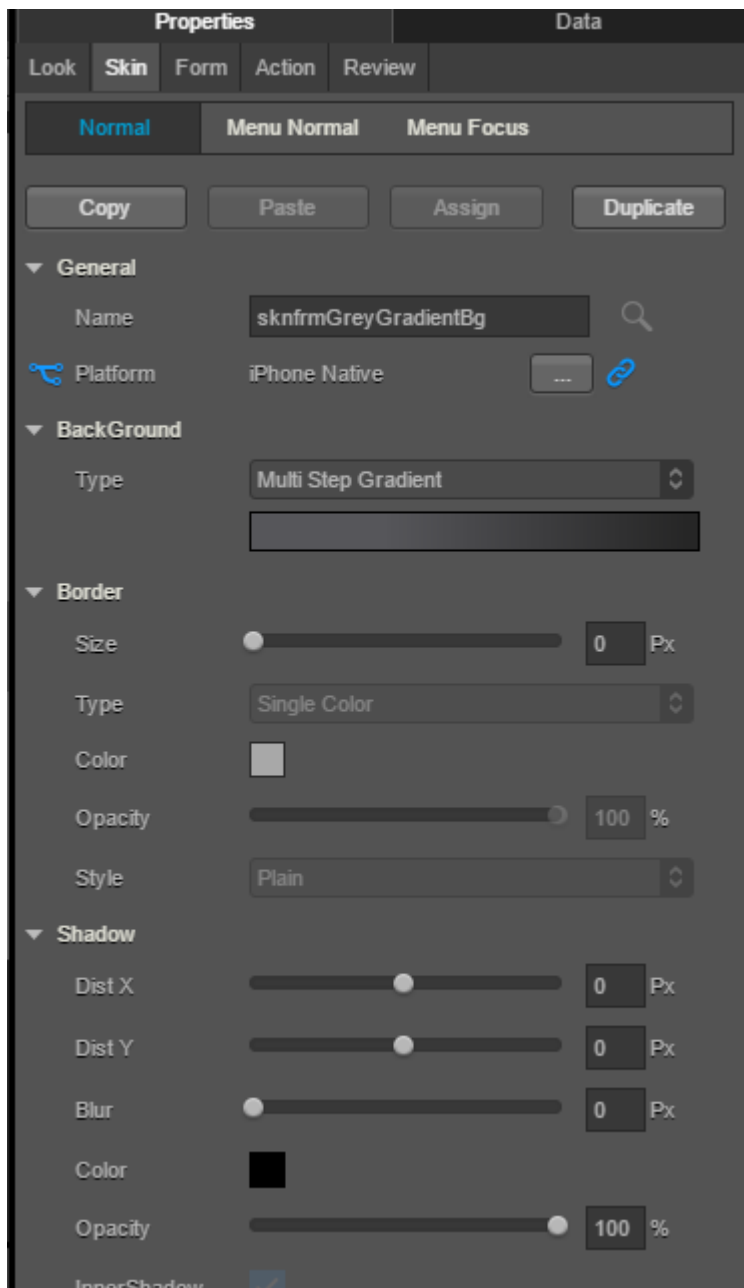 Properties Data
Look Skin Form Action Review
Normal Menu Normal Menu Focus
Copy Paste Assign Duplicate
General
Name sknfrmGreyGradientBg
Platform iPhone Native ...
BackGround
Type Multi Step Gradient
Border
Size 0 Px
Type Single Color
Color
Opacity 100 %
Style Plain
Shadow
Dist X 0 Px
Dist Y 0 Px
Blur 0 Px
Color
Opacity 100 %
InnerShadow